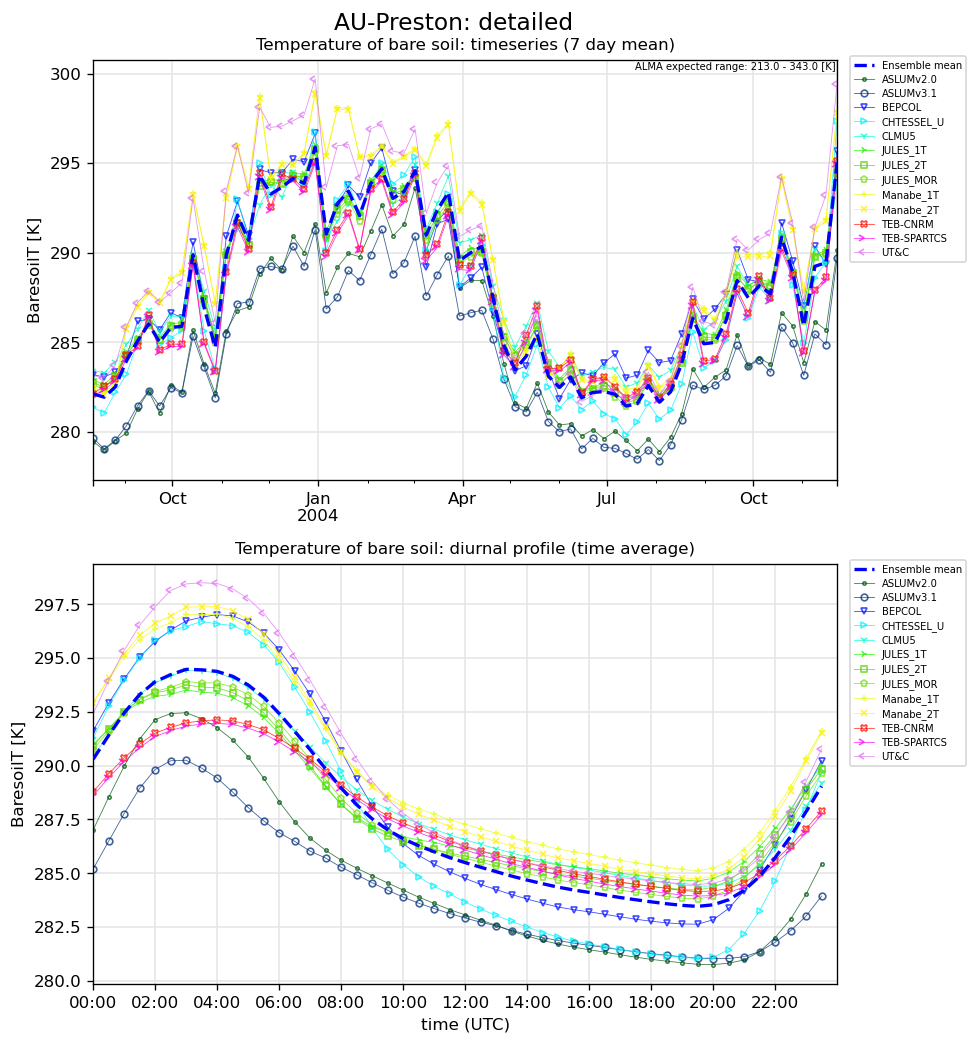 AU-Preston: detailed
Temperature of bare soil: timeseries (7 day mean)
ALMA expected range: 213.0 - 343.0 [K]
300
295
290
285
280
BaresoilT [K]
Oct
Jan
2004
Apr
Jul
Oct
Ensemble mean
ASLUMv2.0
ASLUMv3.1
BEPCOL
CHTESSEL_U
CLMU5
JULES_1T
JULES_2T
JULES_MOR
Manabe_1T
Manabe_2T
TEB-CNRM
TEB-SPARTCS
UT&C
Temperature of bare soil: diurnal profile (time average)
297.5
295.0
292.5
290.0
287.5
285.0
282.5
280.0
BaresoilT [K]
00:00
02:00
04:00
06:00
08:00
10:00
12:00
14:00
16:00
18:00
20:00
22:00
time (UTC)
Ensemble mean
ASLUMv2.0
ASLUMv3.1
BEPCOL
CHTESSEL_U
CLMU5
JULES_1T
JULES_2T
JULES_MOR
Manabe_1T
Manabe_2T
TEB-CNRM
TEB-SPARTCS
UT&C